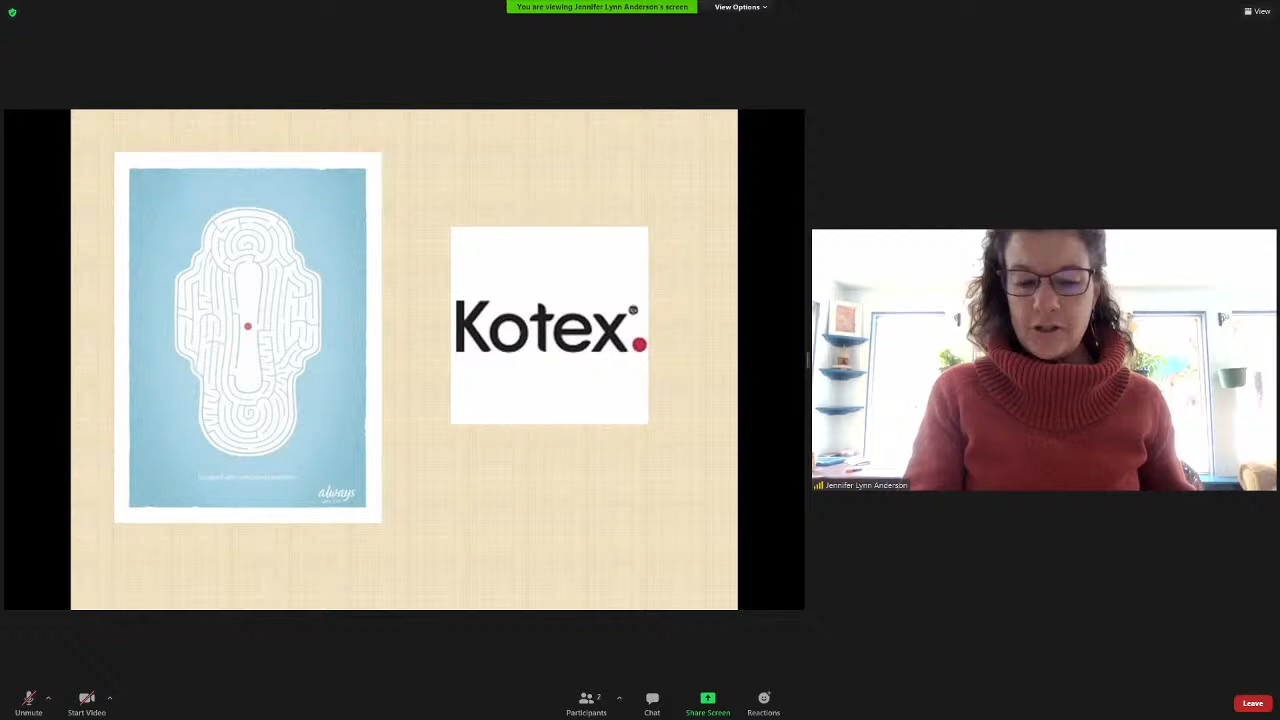 You are viewing Jennifer Lynn Anderson's screen
View Options
View
always
Kotex
Jennifer Lynn Anderson
Unmute
Start Video
2
Participants
Chat
Share Screen
Reactions
Leave